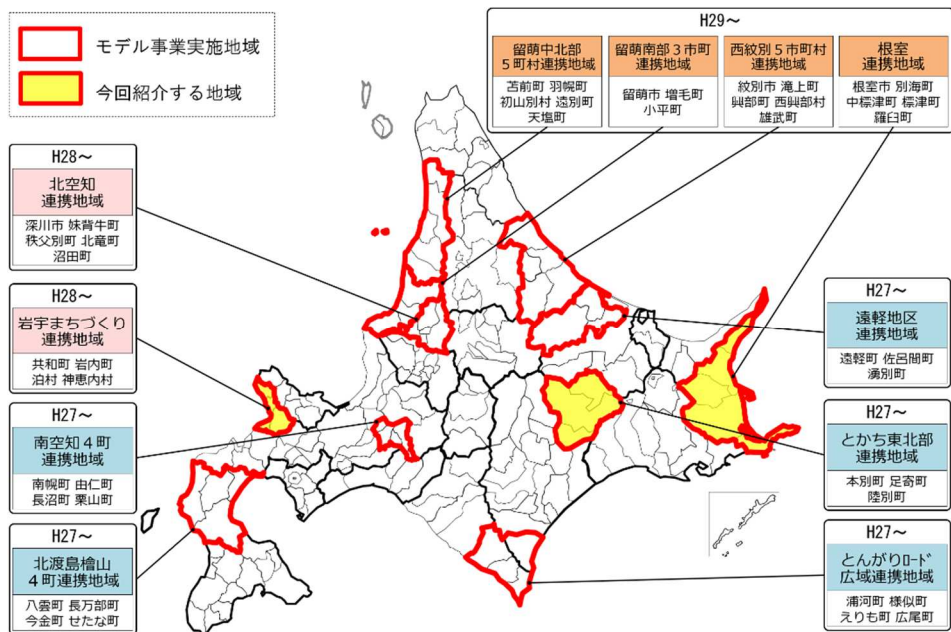 モデル事業実施地域
今回紹介する地域
H29～
留萌中北部
5町村連携地域
苫前町 羽幌町
初山別村 遠別町
天塩町
留萌南部3市町
連携地域
留萌市 増毛町
小平町
西紋別5市町村
連携地域
紋別市 滝上町
興部町 西興部村
雄武町
根室
連携地域
根室市 別海町
中標津町 標津町
羅臼町
H28～
北空知
連携地域
深川市 妹背牛町
秩父別町 北竜町
沼田町
H28～
岩宇まちづくり
連携地域
共和町 岩内町
泊村 神恵内村
H27～
南空知4町
連携地域
南幌町 由仁町
長沼町 栗山町
H27～
北渡島檜山
4町連携地域
八雲町 長万部町
今金町 せたな町
H27～
遠軽地区
連携地域
遠軽町 佐呂間町
湧別町
H27～
とかち東北部
連携地域
本別町 足寄町
陸別町
H27～
とんがりﾛｰﾄﾞ
広域連携地域
浦河町 様似町
えりも町 広尾町